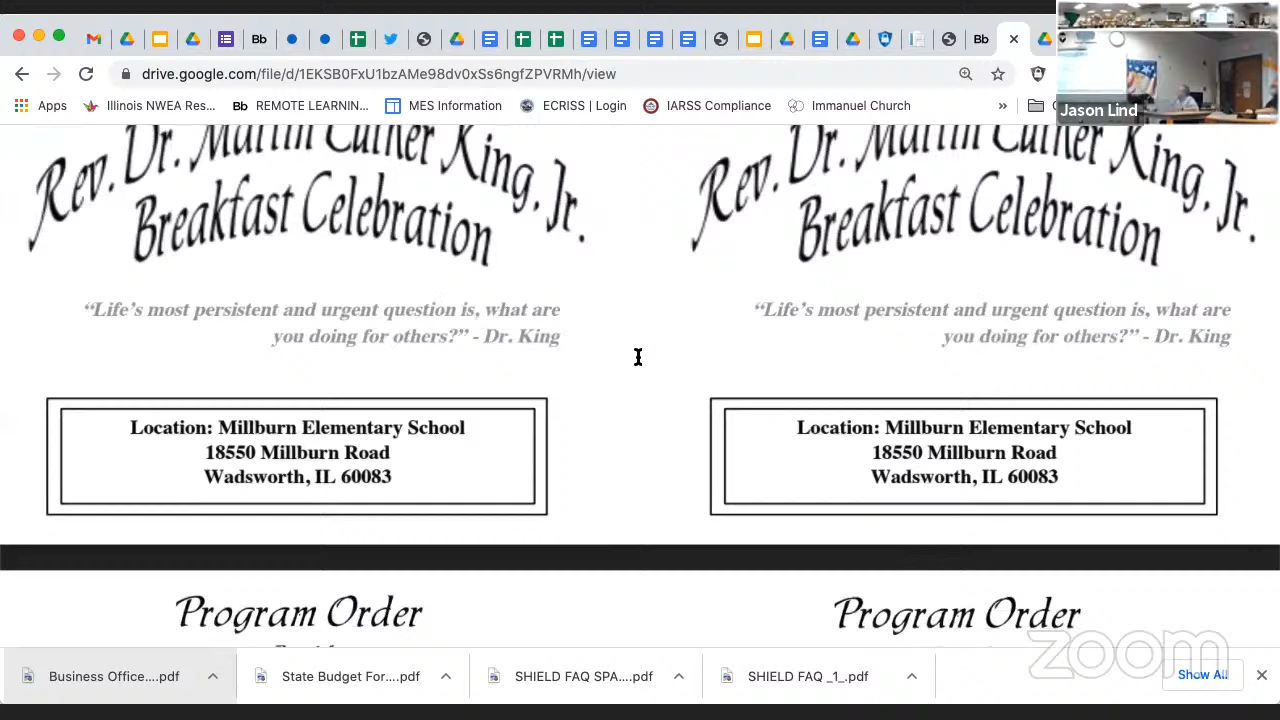 Bb
Bb
drive.google.com/file/d/1EKSB0FxU1bzAMe98dv0xSs6ngfZPVRMh/view
Apps
Illinois NWEA Res...
Bb REMOTE LEARNIN...
MES Information
ECRISS | Login
IARSS Compliance
Immanuel Church
»
Jason Lind
Rev. Dr. Martin Luther King, Jr.
Breakfast Celebration
“Life’s most persistent and urgent question is, what are
you doing for others?” - Dr. King
Location: Millburn Elementary School
18550 Millburn Road
Wadsworth, IL 60083
Program Order
Rev. Dr. Martin Luther King, Jr.
Breakfast Celebration
“Life’s most persistent and urgent question is, what are
you doing for others?” - Dr. King
Location: Millburn Elementary School
18550 Millburn Road
Wadsworth, IL 60083
Program Order
zoom
Business Office....pdf
State Budget For....pdf
SHIELD FAQ SPA....pdf
SHIELD FAQ _1_.pdf
Show All